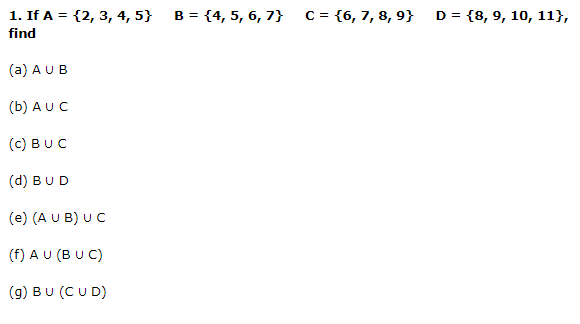 1. If A = {2, 3, 4, 5} B = {4, 5, 6, 7} C = {6, 7, 8, 9} D = {8, 9, 10, 11},
find
(a) A ∪ B
(b) A ∪ C
(c) B ∪ C
(d) B ∪ D
(e) (A ∪ B) ∪ C
(f) A ∪ (B ∪ C)
(g) B ∪ (C ∪ D)